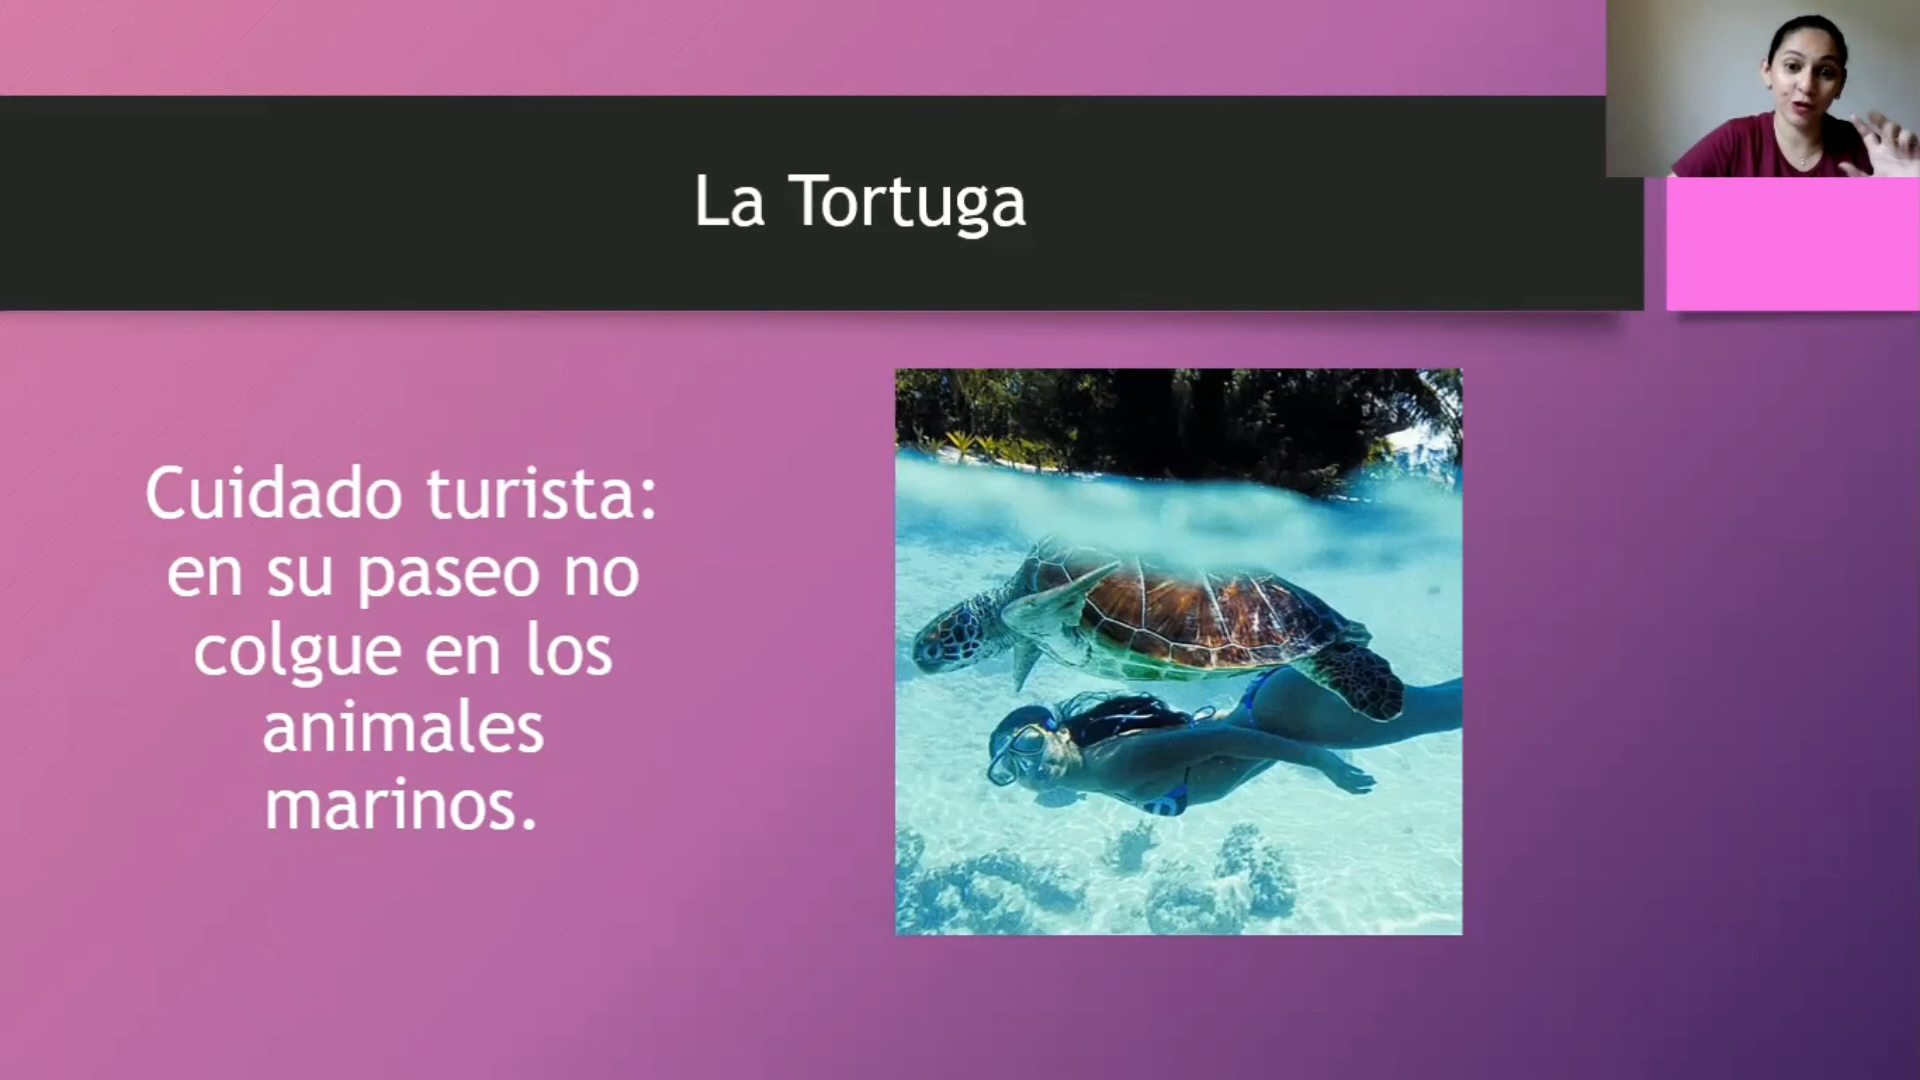 La Tortuga
Cuidado turista:
en su paseo no
colgue en los
animales
marinos.